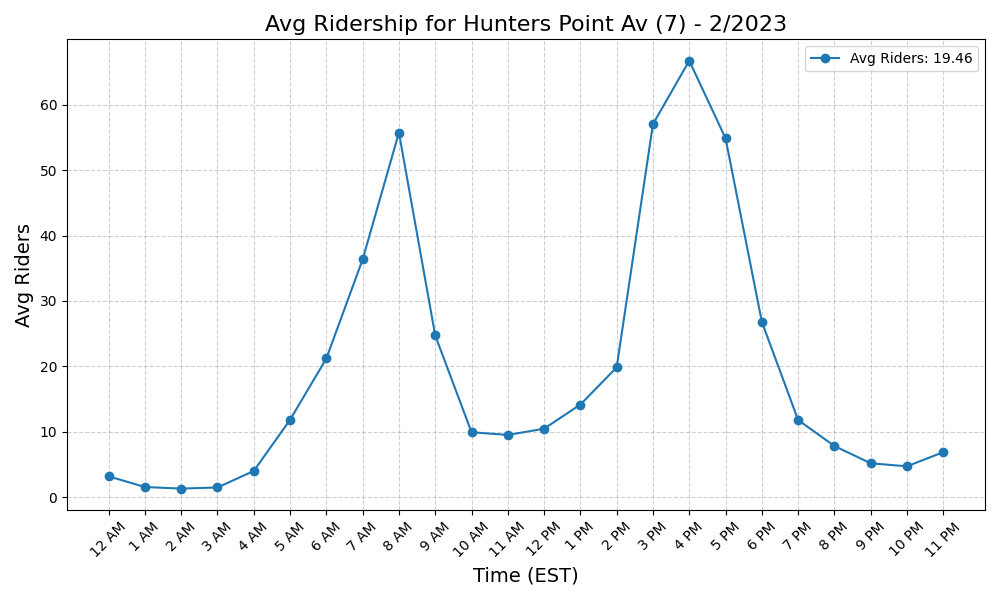 Avg Ridership for Hunters Point Av (7) - 2/2023
Avg Riders: 19.46
Avg Riders
60
50
40
30
20
10
0
12 AM
1 AM
2 AM
3 AM
4 AM
5 AM
6 AM
7 AM
8 AM
9 AM
10 AM
11 AM
12 PM
1 PM
2 PM
3 PM
4 PM
5 PM
6 PM
7 PM
8 PM
9 PM
10 PM
11 PM
Time (EST)